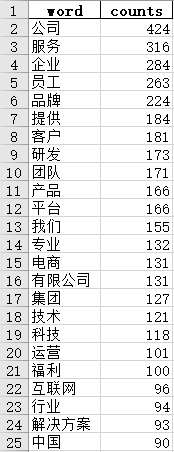 1 word counts
2 公司 424
3 服务 316
4 企业 284
5 员工 263
6 品牌 224
7 提供 184
8 客户 181
9 研发 173
10 团队 171
11 产品 166
12 平台 166
13 我们 155
14 专业 132
15 电商 131
16 有限公司 131
17 集团 127
18 技术 121
19 科技 118
20 运营 101
21 福利 100
22 互联网 96
23 行业 94
24 解决方案 93
25 中国 90